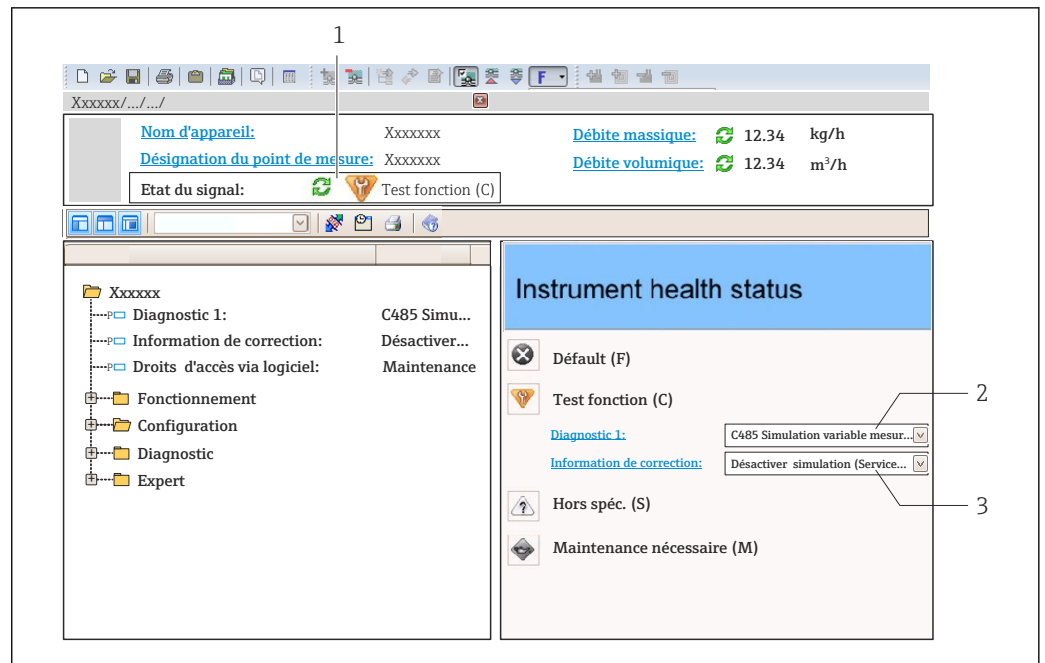 1
F
Xxxxxx/.../.../
Nom d'appareil: Xxxxxxx Débite massique: 12.34 kg/h
Désignation du point de mesure: Xxxxxxx Débite volumique: 12.34 m³/h
Etat du signal: Test fonction (C)
Instrument health status
Xxxxxx
P Diagnostic 1: C485 Simu...
P Information de correction: Désactiver...
P Droits d'accès via logiciel: Maintenance
Fonctionnement
Configuration
Diagnostic
Expert
Défault (F)
Test fonction (C)
2
Diagnostic 1: C485 Simulation variable mesur...
Information de correction: Désactiver simulation (Service...
3
Hors spéc. (S)
Maintenance nécessaire (M)